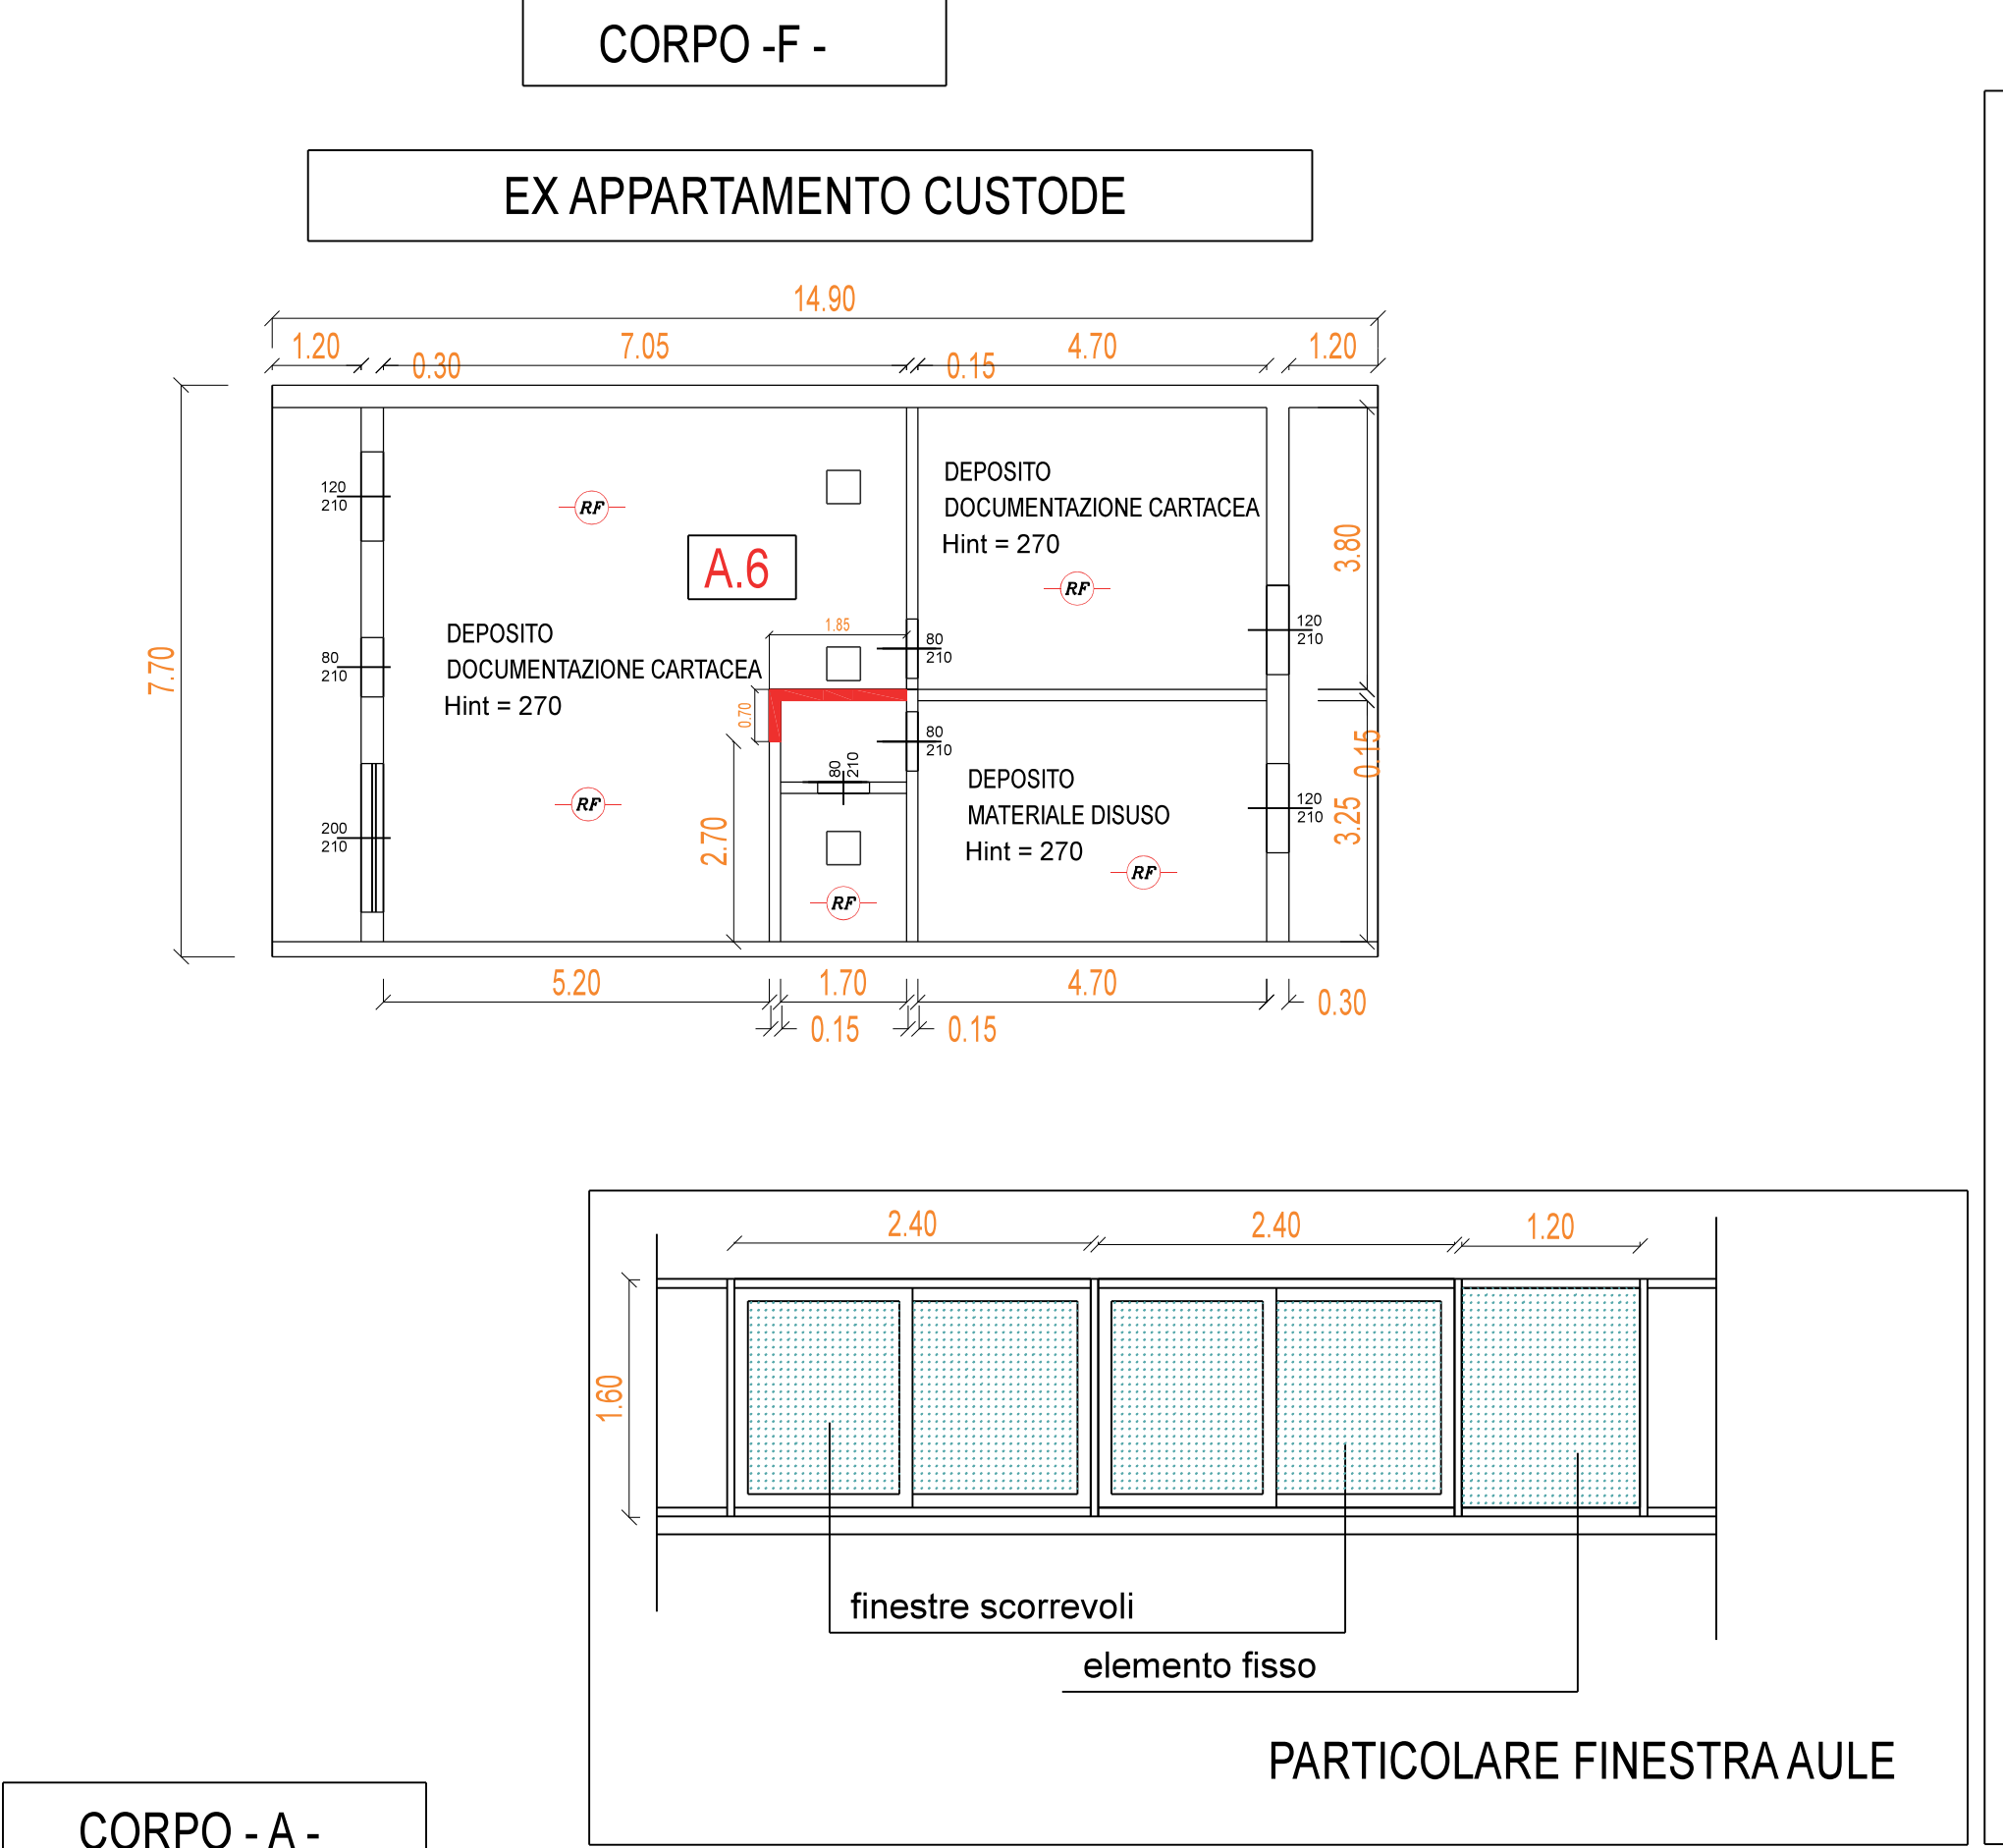 CORPO -F -
EX APPARTAMENTO CUSTODE
14.90
1.20
7.05
4.70
1.20
0.30
0.15
7.70
120
210
80
210
200
210
RF
A.6
DEPOSITO
DOCUMENTAZIONE CARTACEA
Hint = 270
RF
DEPOSITO
DOCUMENTAZIONE CARTACEA
Hint = 270
RF
1.85
0.70
2.70
80
210
80
210
80
210
RF
DEPOSITO
MATERIALE DISUSO
Hint = 270
RF
120
210
120
210
3.80
0.15
3.25
5.20
1.70
4.70
0.30
0.15
0.15
2.40
2.40
1.20
1.60
finestre scorrevoli
elemento fisso
PARTICOLARE FINESTRA AULE
CORPO - A -